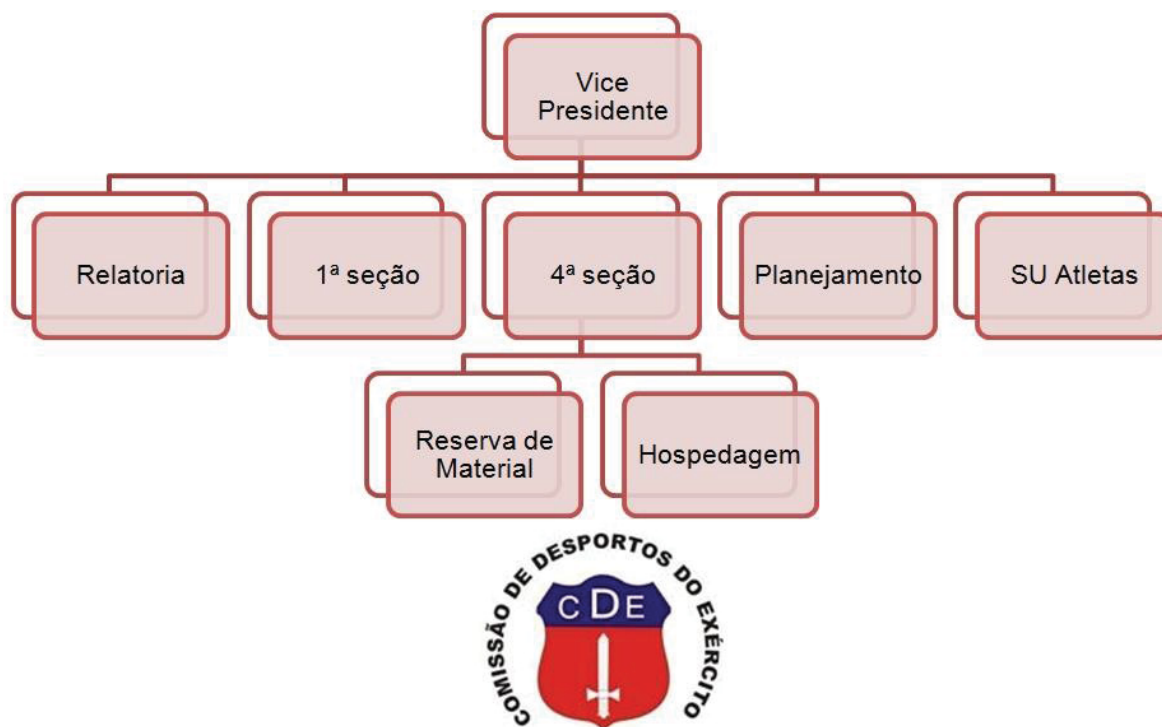 Vice
Presidente
Relatoria
1ª seção
4ª seção
Planejamento
SU Atletas
Reserva de
Material
Hospedagem
COMISSÃO DE DESPORTOS DO EXÉRCITO
CDE